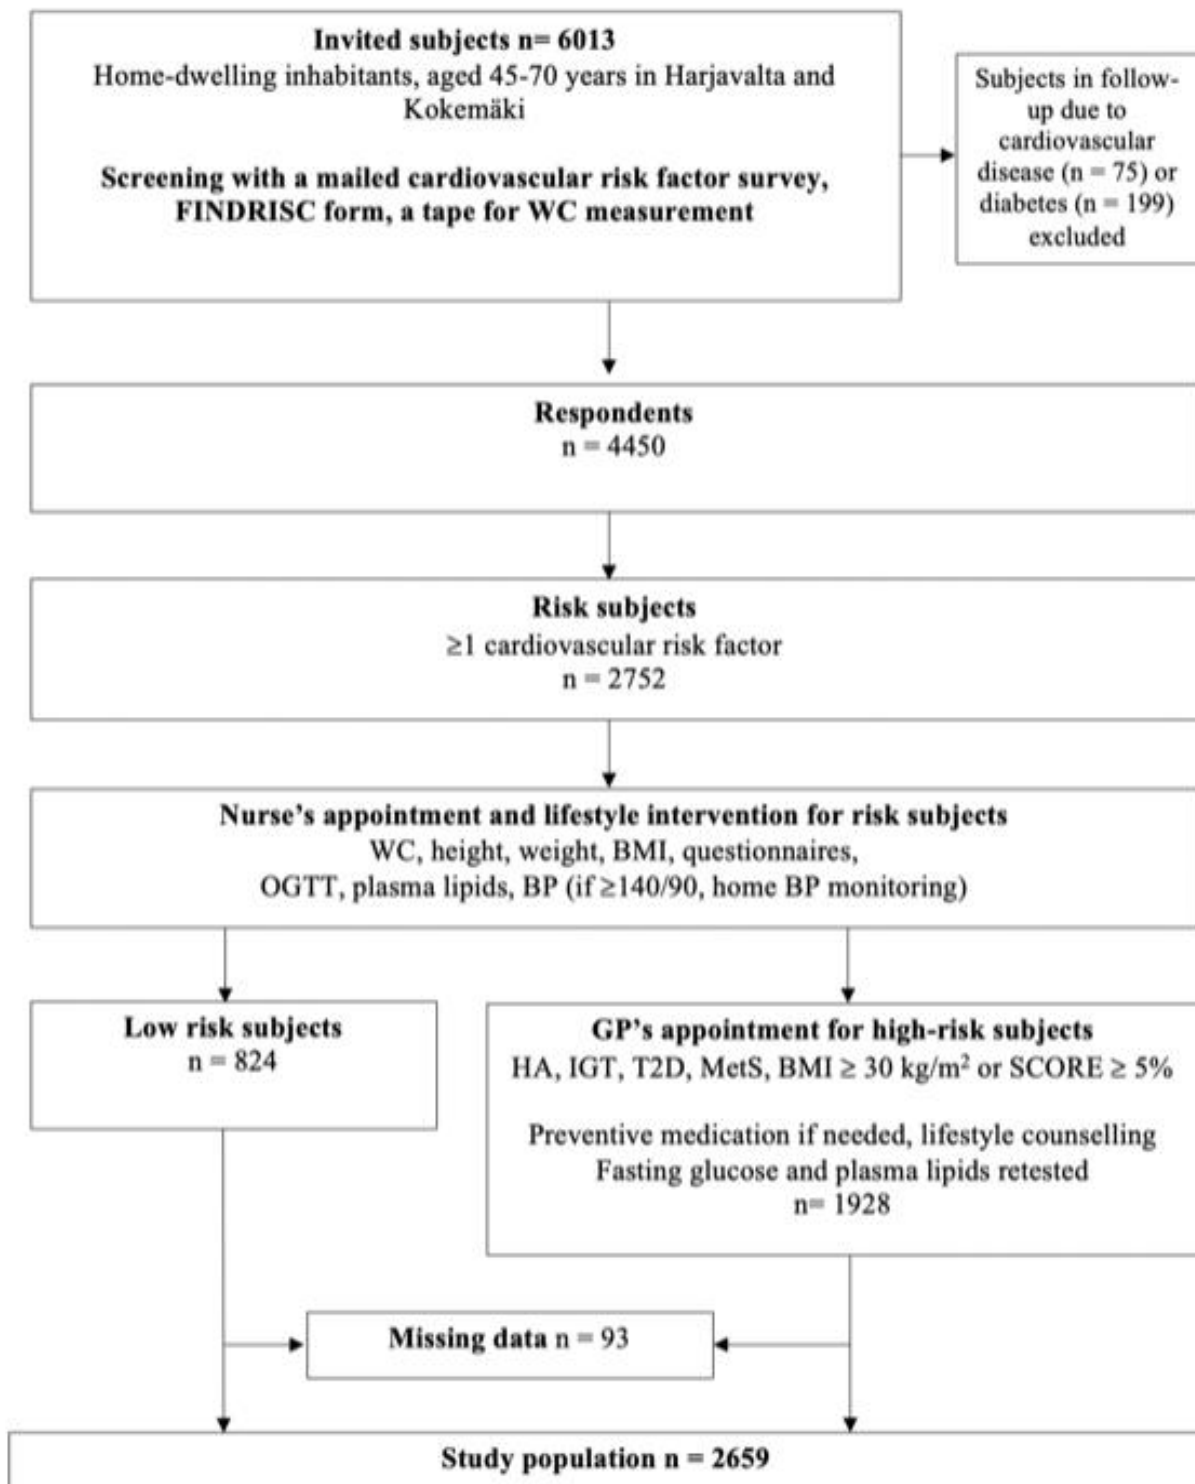 Invited subjects n= 6013
Home-dwelling inhabitants, aged 45-70 years in Harjavalta and
Kokemäki
Screening with a mailed cardiovascular risk factor survey,
FINDRISC form, a tape for WC measurement
Subjects in follow-
up due to
cardiovascular
disease (n = 75) or
diabetes (n = 199)
excluded
Respondents
n = 4450
Risk subjects
≥1 cardiovascular risk factor
n = 2752
Nurse's appointment and lifestyle intervention for risk subjects
WC, height, weight, BMI, questionnaires,
OGTT, plasma lipids, BP (if ≥140/90, home BP monitoring)
Low risk subjects
n = 824
GP's appointment for high-risk subjects
HA, IGT, T2D, MetS, BMI ≥ 30 kg/m² or SCORE ≥ 5%
Preventive medication if needed, lifestyle counselling
Fasting glucose and plasma lipids retested
n= 1928
Missing data n = 93
Study population n = 2659